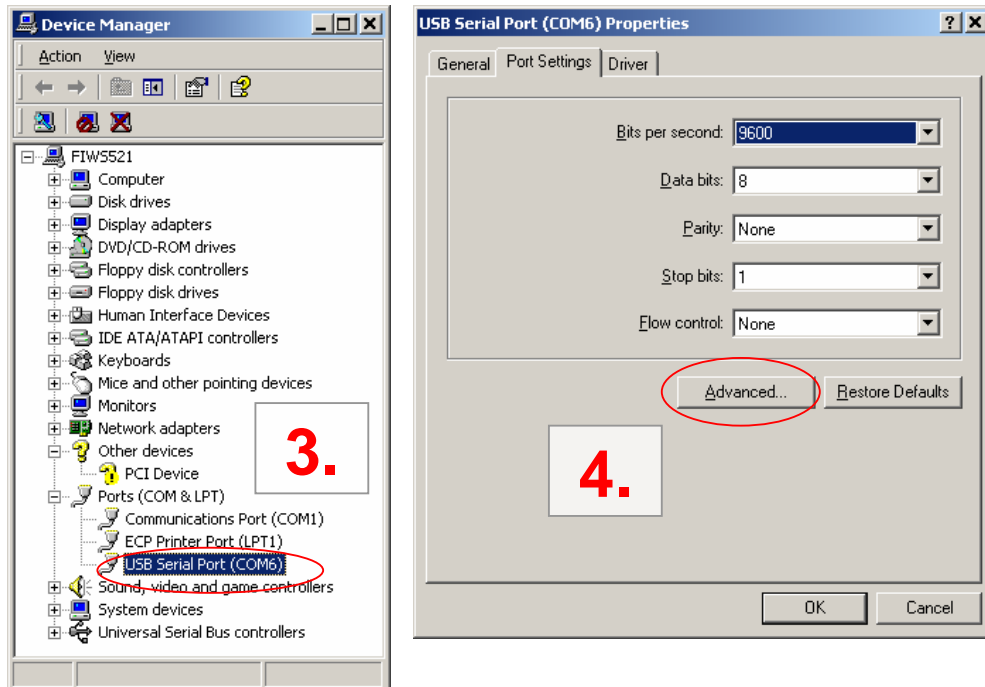 Device Manager
Action View
FIWS521
Computer
Disk drives
Display adapters
DVD/CD-ROM drives
Floppy disk controllers
Floppy disk drives
Human Interface Devices
IDE ATA/ATAPI controllers
Keyboards
Mice and other pointing devices
Monitors
Network adapters
Other devices
PCI Device
Ports (COM & LPT)
Communications Port (COM1)
ECP Printer Port (LPT1)
USB Serial Port (COM6)
Sound, video and game controllers
System devices
Universal Serial Bus controllers
3.
USB Serial Port (COM6) Properties
General Port Settings Driver
Bits per second: 9600
Data bits: 8
Parity: None
Stop bits: 1
Flow control: None
Advanced... Restore Defaults
4.
OK Cancel